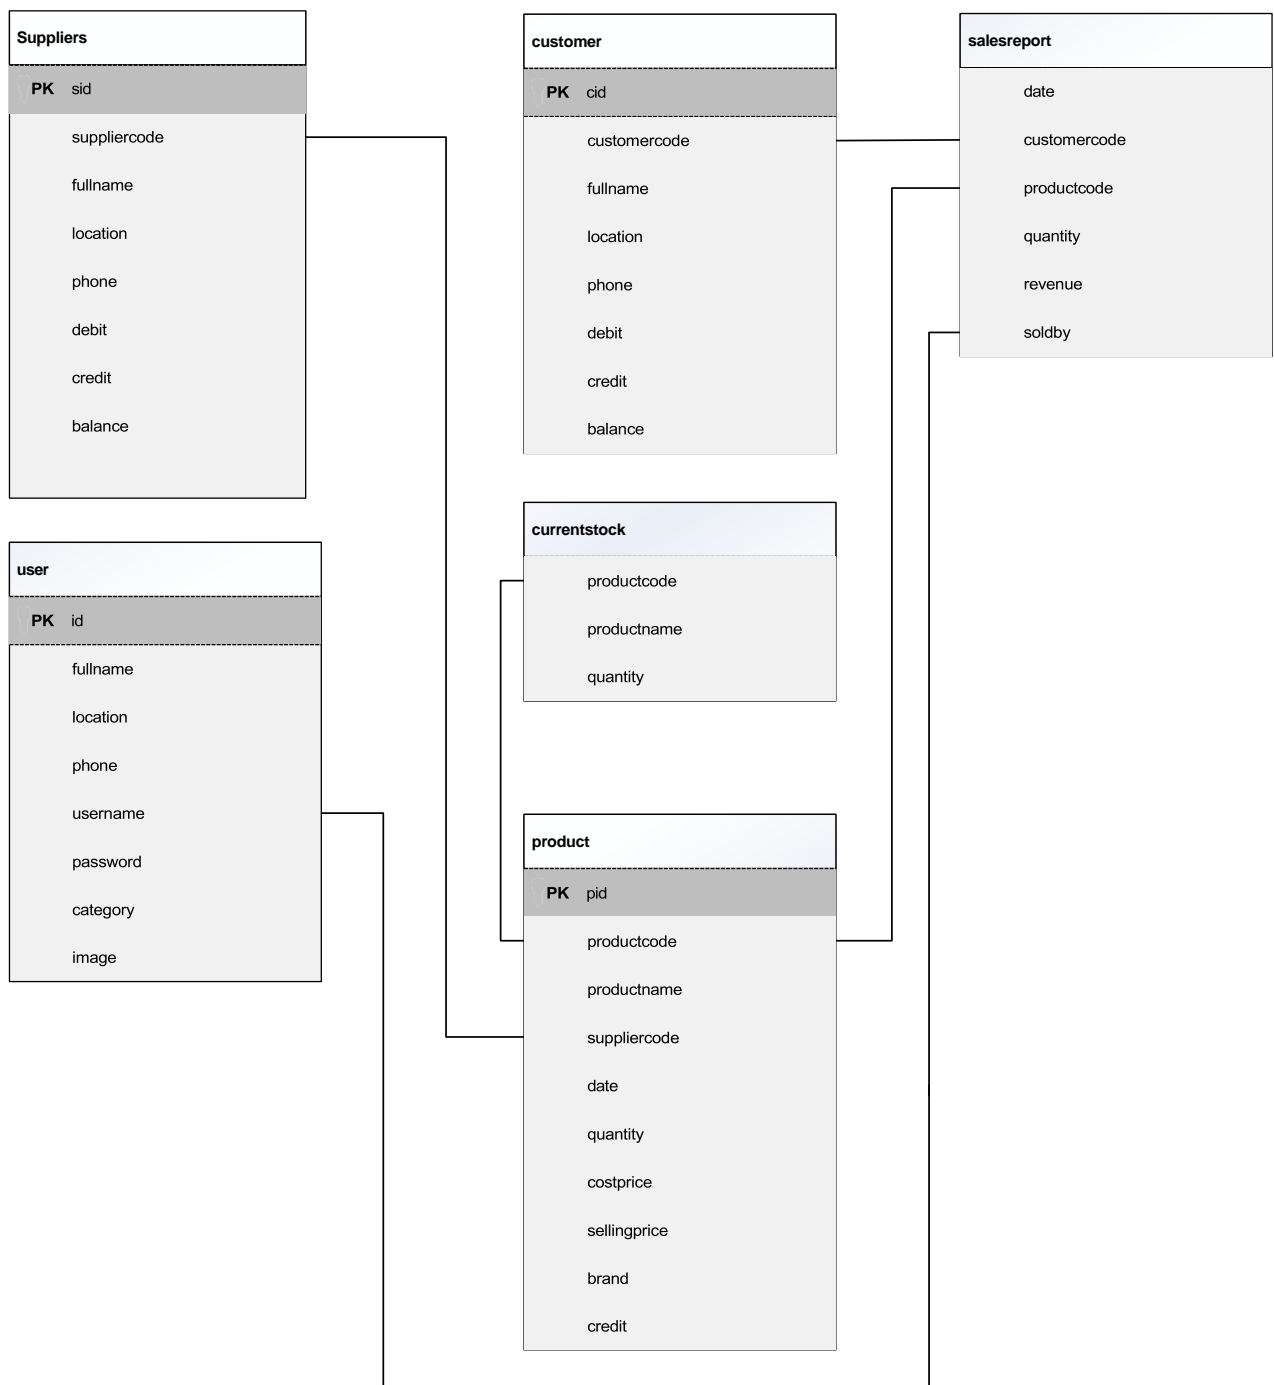 Suppliers
PK sid
suppliercode
fullname
location
phone
debit
credit
balance
customer
PK cid
customercode
fullname
location
phone
debit
credit
balance
salesreport
date
customercode
productcode
quantity
revenue
soldby
user
PK id
fullname
location
phone
username
password
category
image
currentstock
productcode
productname
quantity
product
PK pid
productcode
productname
suppliercode
date
quantity
costprice
sellingprice
brand
credit